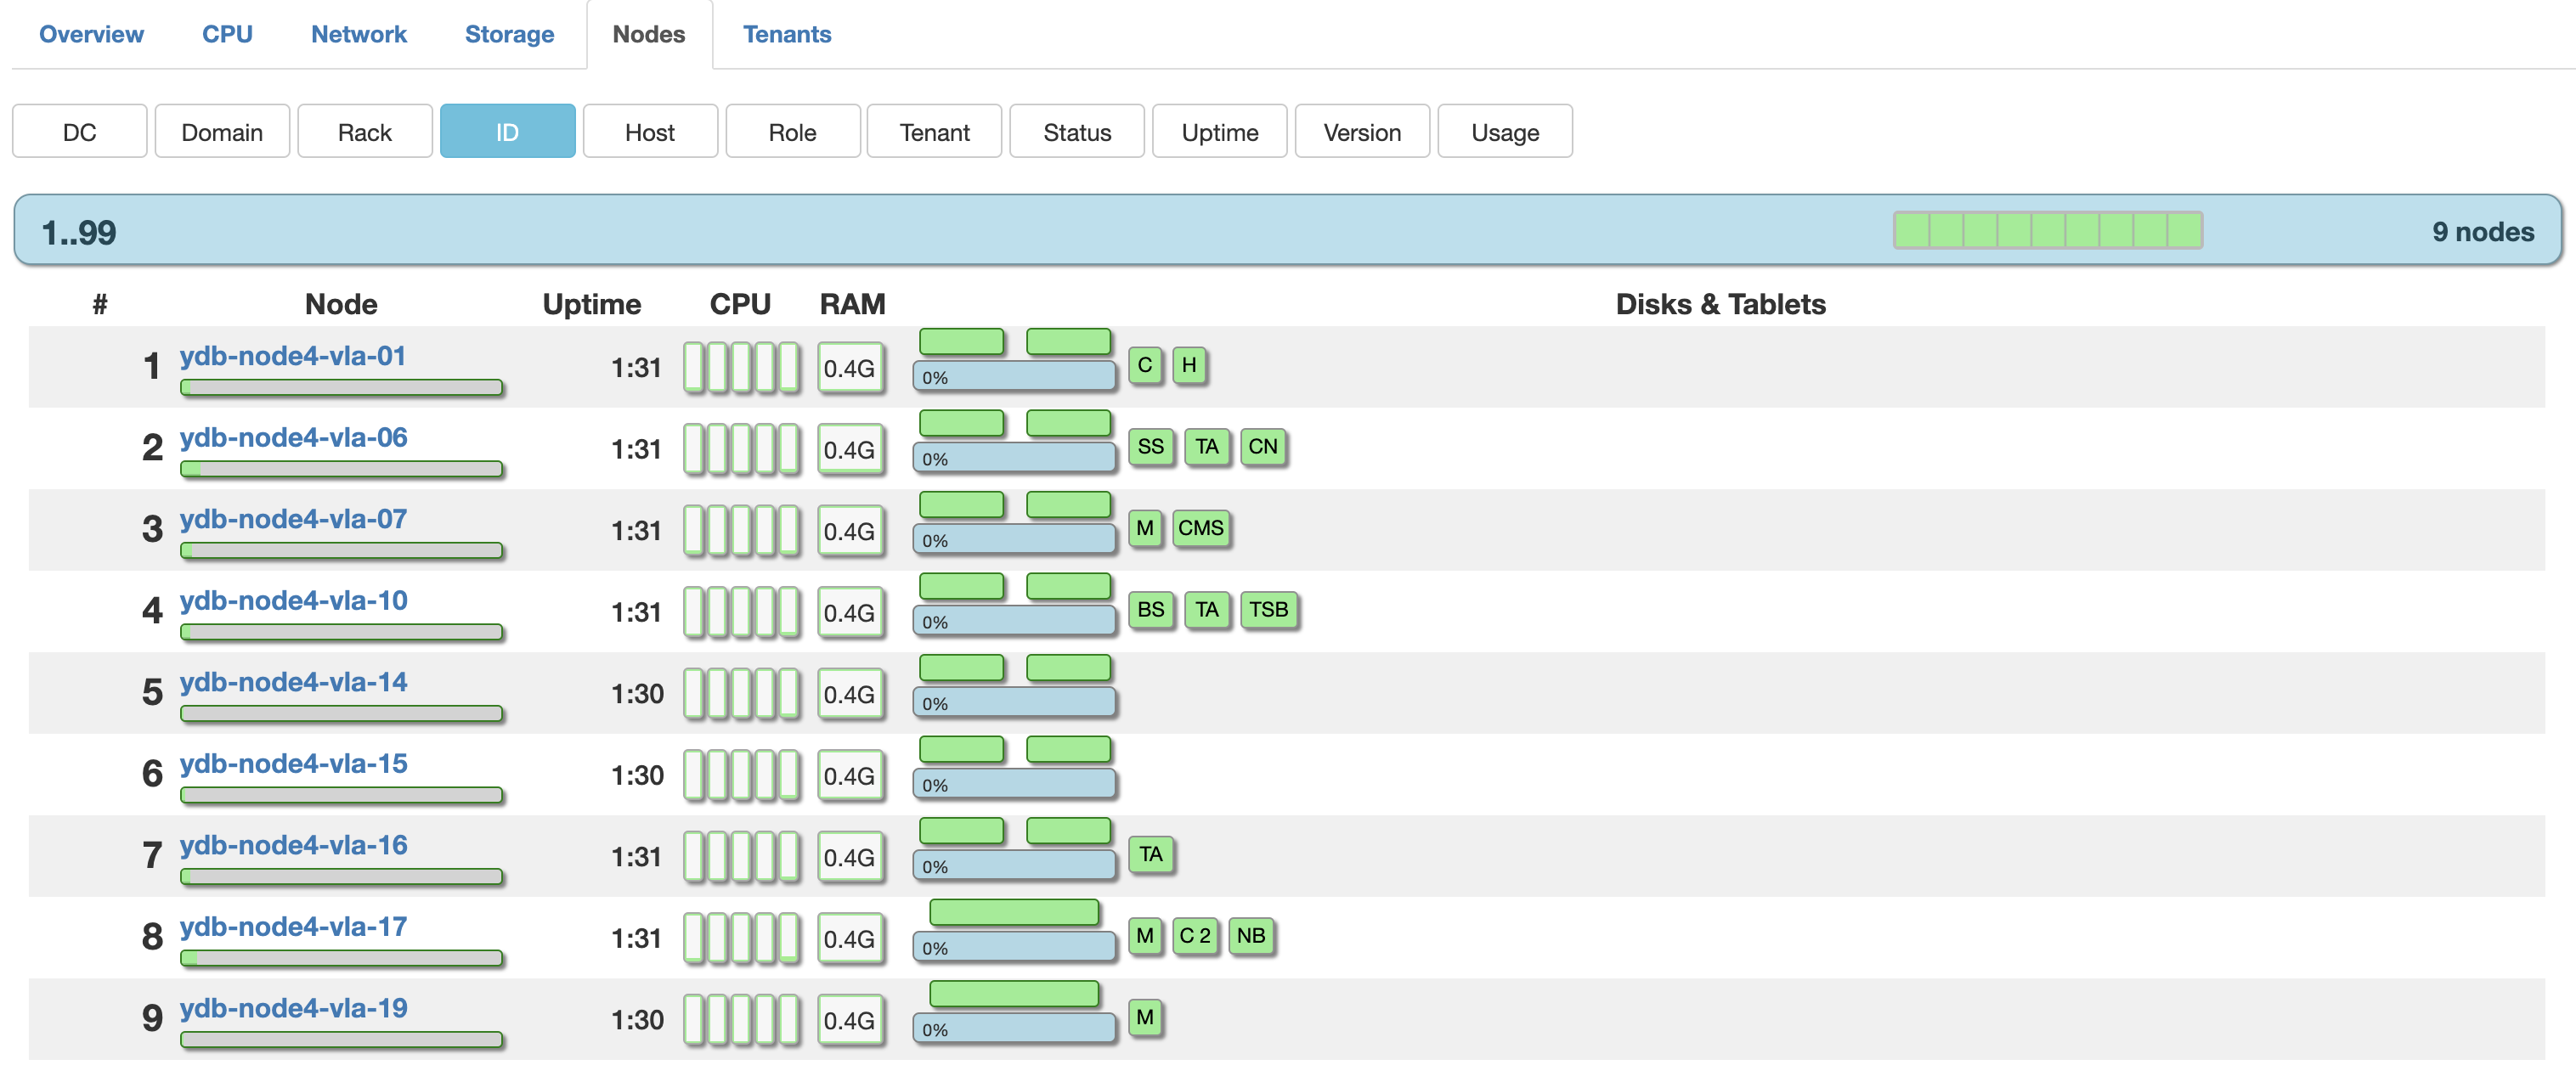 Overview CPU Network Storage Nodes Tenants
DC Domain Rack ID Host Role Tenant Status Uptime Version Usage
1..99 9 nodes
# Node Uptime CPU RAM Disks & Tablets
1 ydb-node4-vla-01 1:31 0.4G 0% C H
2 ydb-node4-vla-06 1:31 0.4G 0% SS TA CN
3 ydb-node4-vla-07 1:31 0.4G 0% M CMS
4 ydb-node4-vla-10 1:31 0.4G 0% BS TA TSB
5 ydb-node4-vla-14 1:30 0.4G 0%
6 ydb-node4-vla-15 1:30 0.4G 0%
7 ydb-node4-vla-16 1:31 0.4G 0% TA
8 ydb-node4-vla-17 1:31 0.4G 0% M C 2 NB
9 ydb-node4-vla-19 1:30 0.4G 0% M